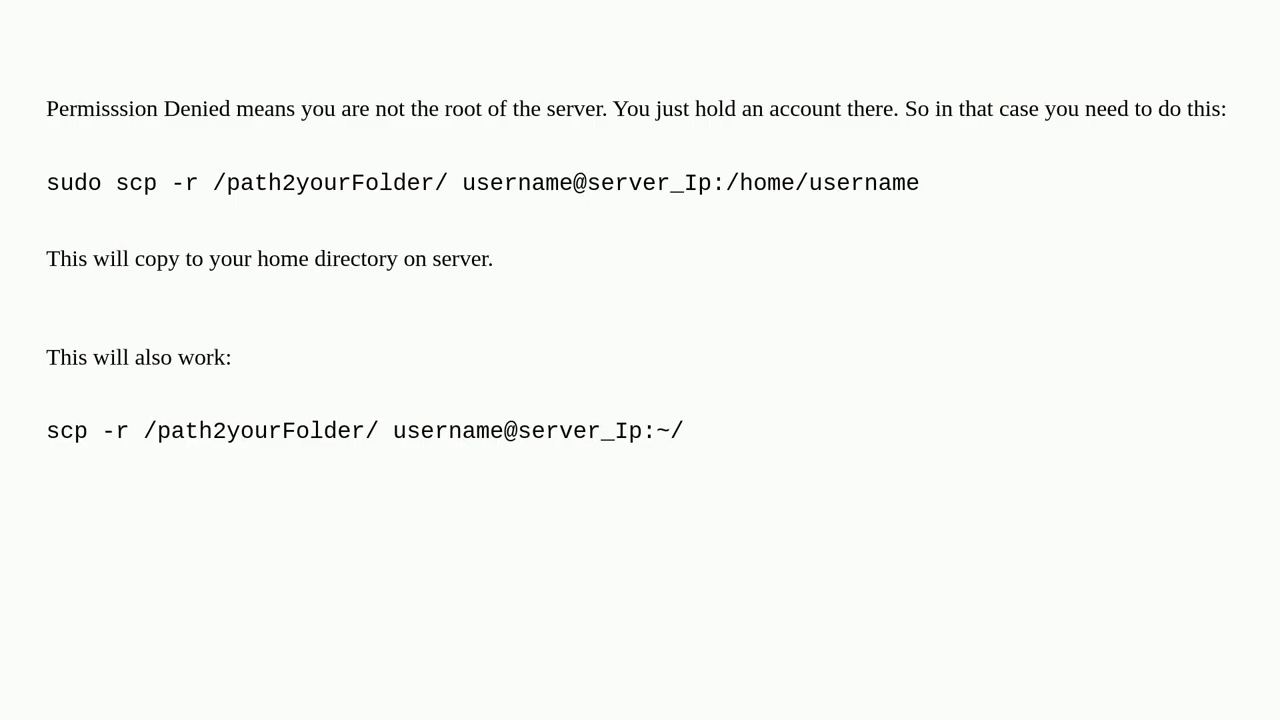 Permisssion Denied means you are not the root of the server. You just hold an account there. So in that case you need to do this:
sudo scp -r /path2yourFolder/ username@server_Ip:/home/username
This will copy to your home directory on server.
This will also work:
scp -r /path2yourFolder/ username@server_Ip:~/